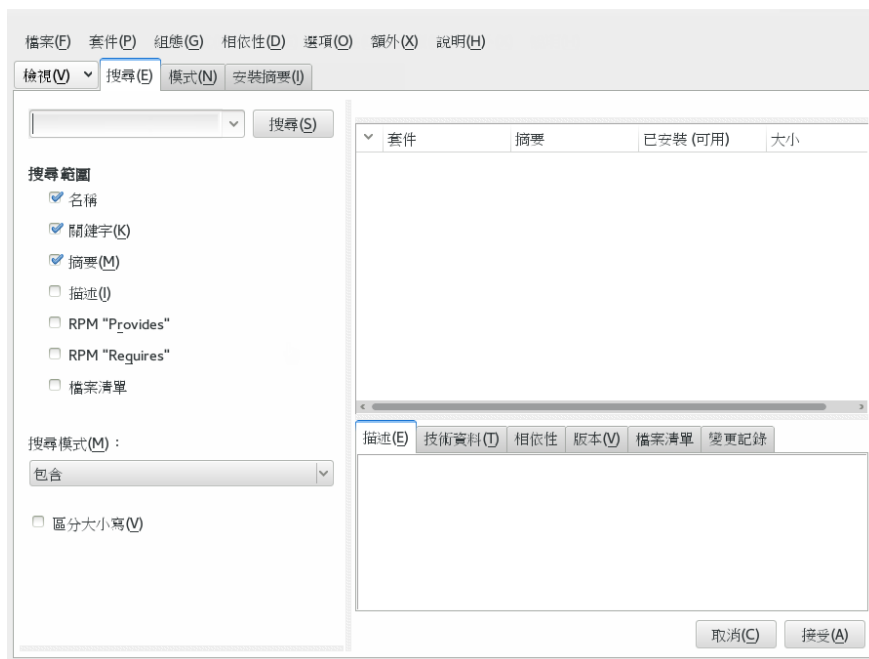 檔案(F) 套件(P) 組態(G) 相依性(D) 選項(O) 額外(X) 說明(H)
檢視(V) 搜尋(E) 模式(N) 安裝摘要(I)
搜尋(S)
搜尋範圍
名稱
關鍵字(K)
摘要(M)
描述(I)
RPM "Provides"
RPM "Requires"
檔案清單
搜尋模式(M)：
包含
區分大小寫(V)
套件 摘要 已安裝 (可用) 大小
描述(E) 技術資料(T) 相依性 版本(V) 檔案清單 變更記錄
取消(C) 接受(A)